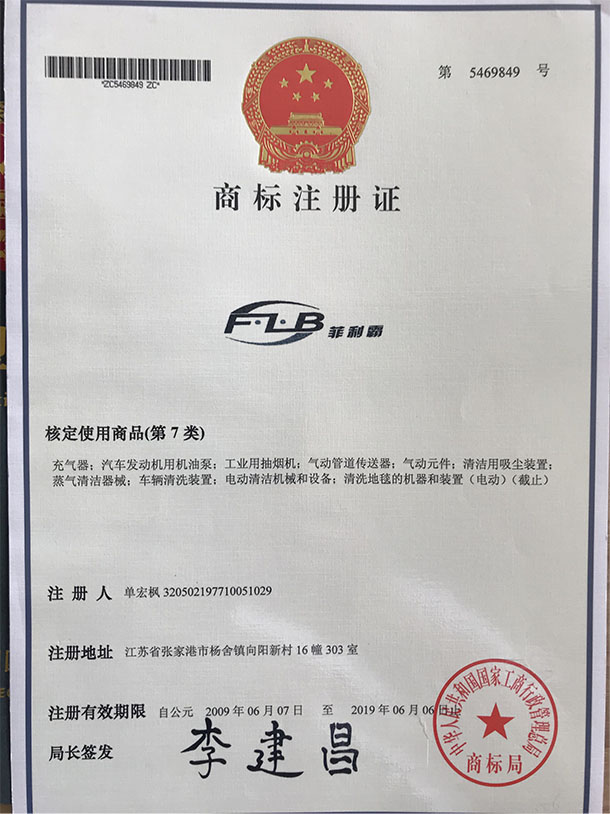 *ZC5469849 ZC*
第 5469849 号
商标注册证
F·L·B 菲利霸
核定使用商品(第 7 类)
充气器；汽车发动机用机油泵；工业用抽烟机；气动管道传送器；气动元件；清洁用吸尘装置；
蒸气清洁器械；车辆清洗装置；电动清洁机械和设备；清洗地毯的机器和装置（电动）（截止）
注 册 人 单宏枫 320502197710051029
注册地址 江苏省张家港市杨舍镇向阳新村 16 幢 303 室
注册有效期限 自公元 2009 年 06 月 07 日 至 2019 年 06 月 06 日止
局长签发 李建昌
中华人民共和国国家工商行政管理总局
商标局